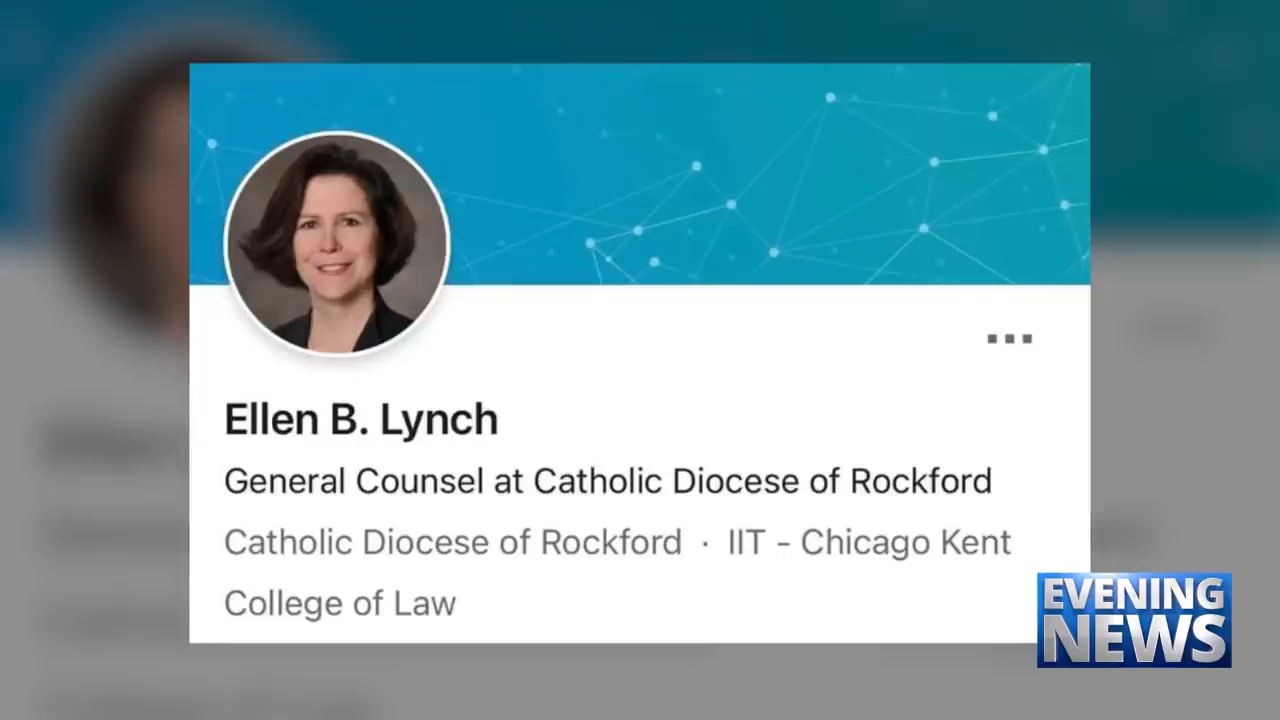 Ellen B. Lynch
General Counsel at Catholic Diocese of Rockford
Catholic Diocese of Rockford · IIT - Chicago Kent
College of Law
EVENING
NEWS